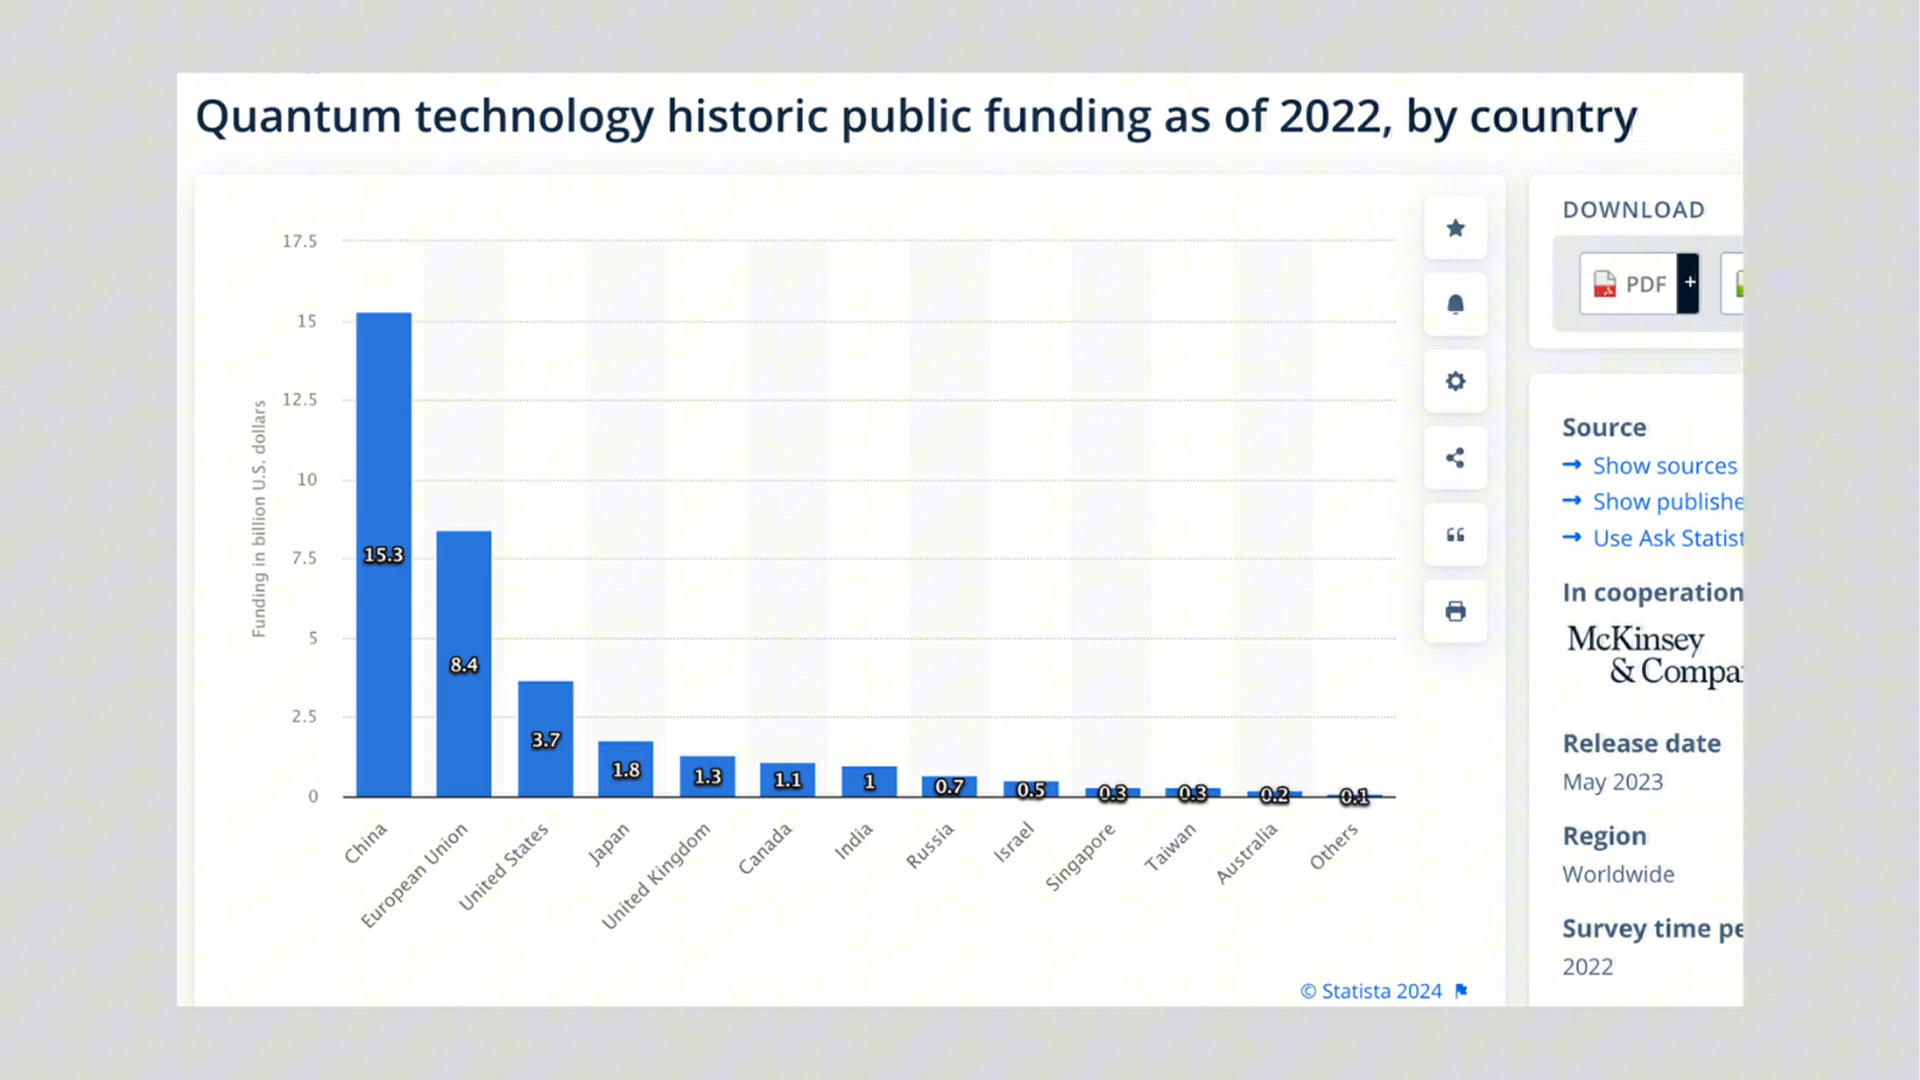 Quantum technology historic public funding as of 2022, by country
Funding in billion U.S. dollars
17.5
15
12.5
10
7.5
5
2.5
0
15.3
8.4
3.7
1.8
1.3
1.1
1
0.7
0.5
0.3
0.3
0.2
0.1
China
European Union
United States
Japan
United Kingdom
Canada
India
Russia
Israel
Singapore
Taiwan
Australia
Others
© Statista 2024
DOWNLOAD
PDF +
Source
→ Show sources
→ Show publishe
→ Use Ask Statist
In cooperation
McKinsey
& Compa
Release date
May 2023
Region
Worldwide
Survey time pe
2022